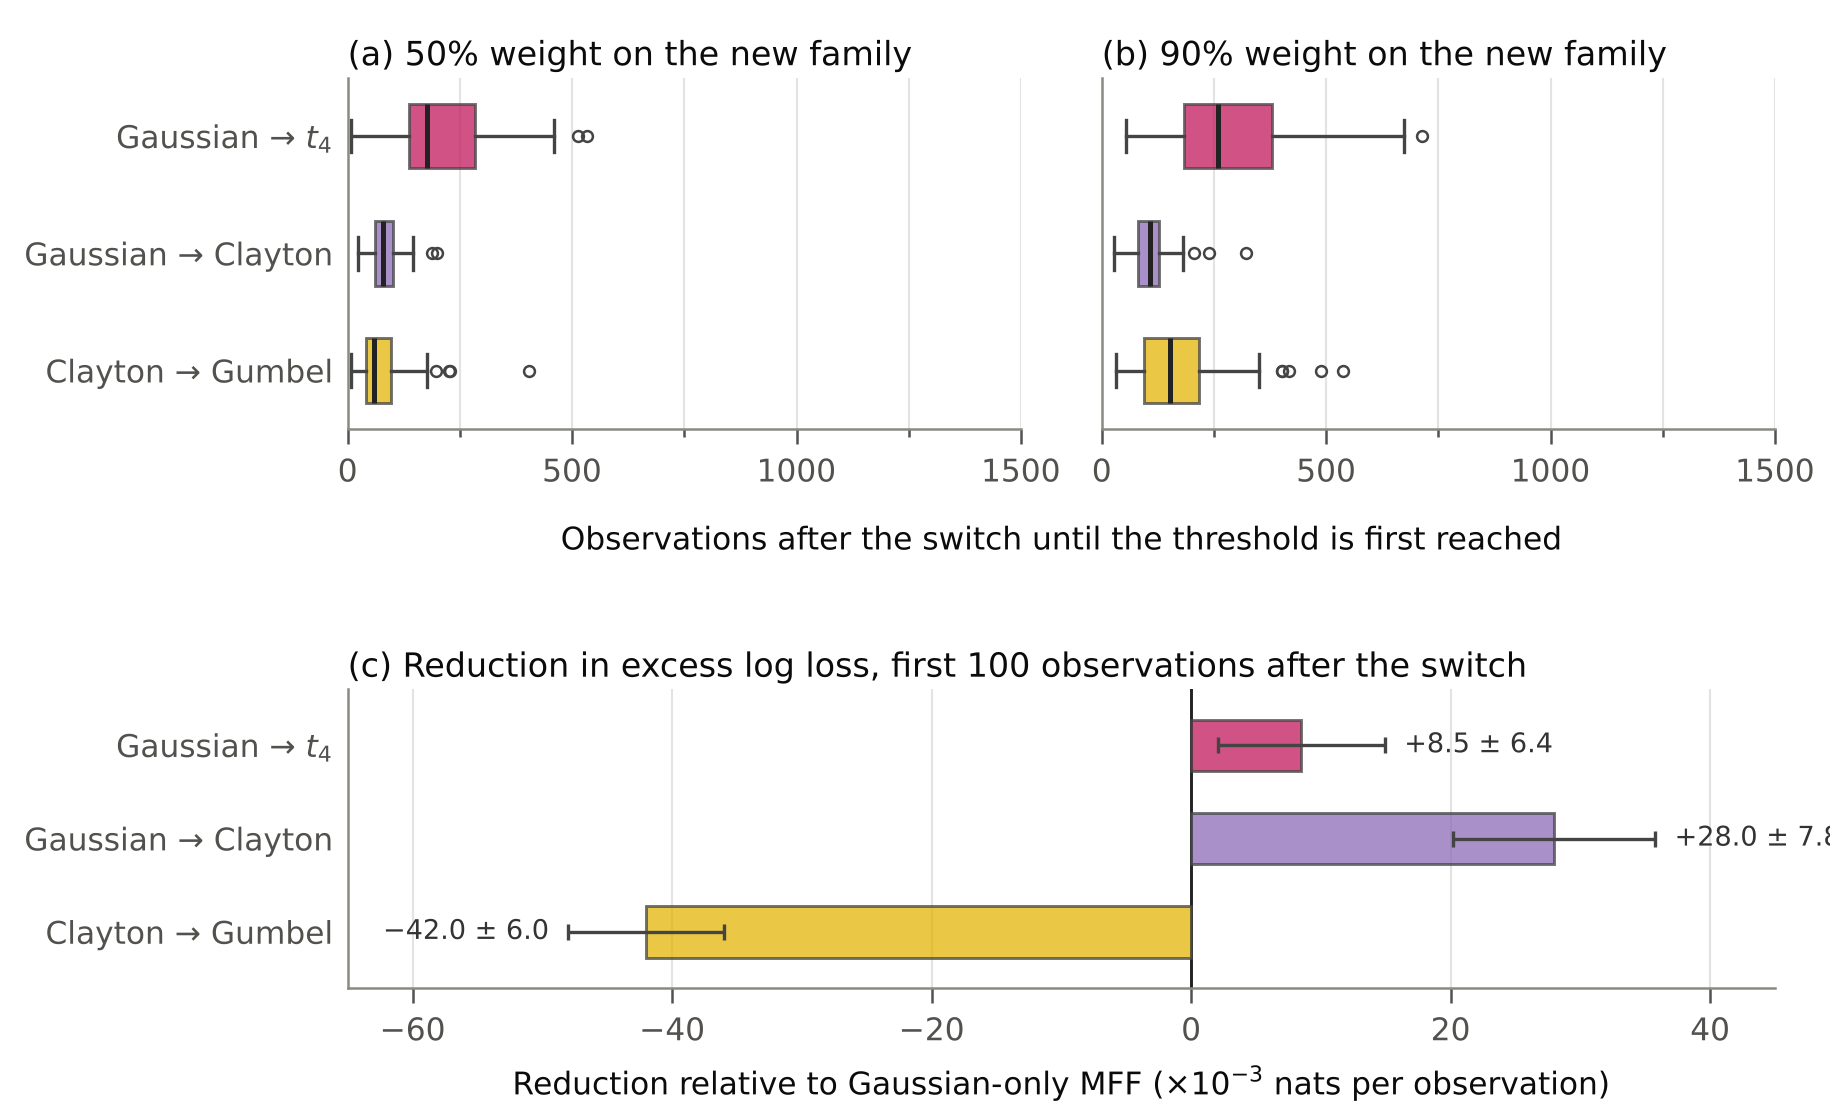 (a) 50% weight on the new family
(b) 90% weight on the new family
Gaussian → t₄
Gaussian → Clayton
Clayton → Gumbel
0 500 1000 1500
0 500 1000 1500
Observations after the switch until the threshold is first reached
(c) Reduction in excess log loss, first 100 observations after the switch
Gaussian → t₄
+8.5 ± 6.4
Gaussian → Clayton
+28.0 ± 7.8
Clayton → Gumbel
−42.0 ± 6.0
−60 −40 −20 0 20 40
Reduction relative to Gaussian-only MFF (×10⁻³ nats per observation)